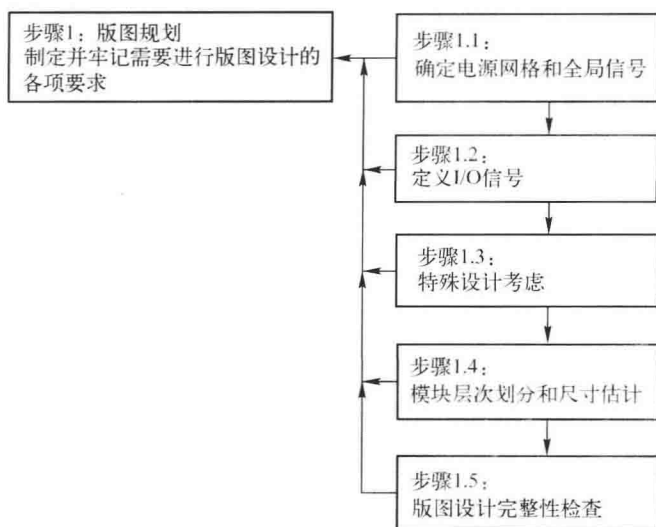 步骤1：版图规划
制定并牢记需要进行版图设计的
各项要求
步骤1.1：
确定电源网格和全局信号
步骤1.2：
定义I/O信号
步骤1.3：
特殊设计考虑
步骤1.4：
模块层次划分和尺寸估计
步骤1.5：
版图设计完整性检查